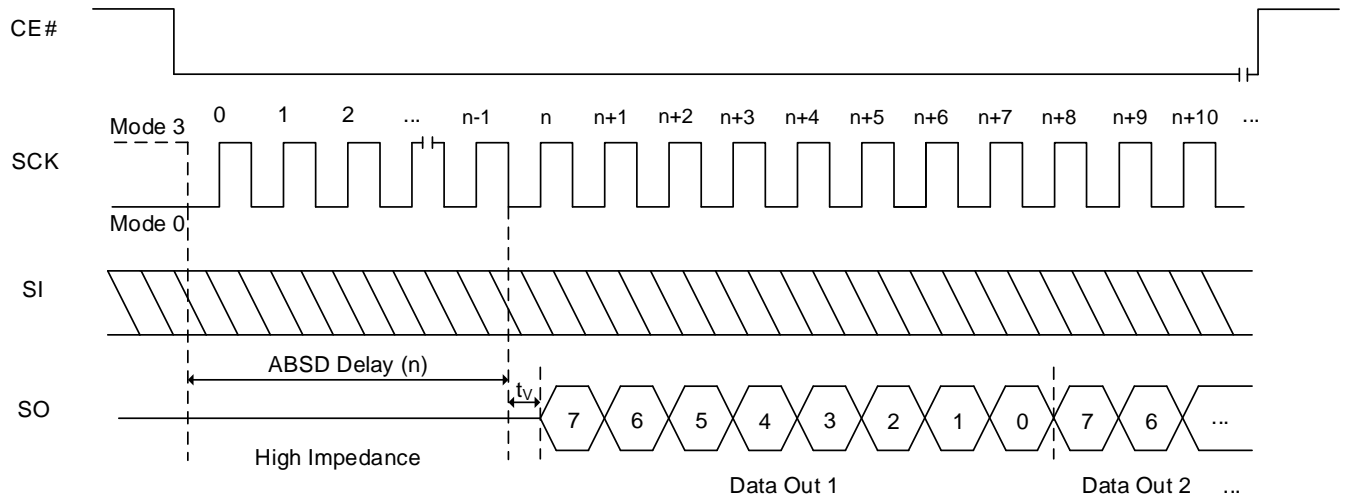 CE#
0 1 2 ... n-1 n n+1 n+2 n+3 n+4 n+5 n+6 n+7 n+8 n+9 n+10 ...
Mode 3
SCK
Mode 0
SI
ABSD Delay (n)
tV
SO
7 6 5 4 3 2 1 0 7 6 ...
High Impedance
Data Out 1 Data Out 2 ...